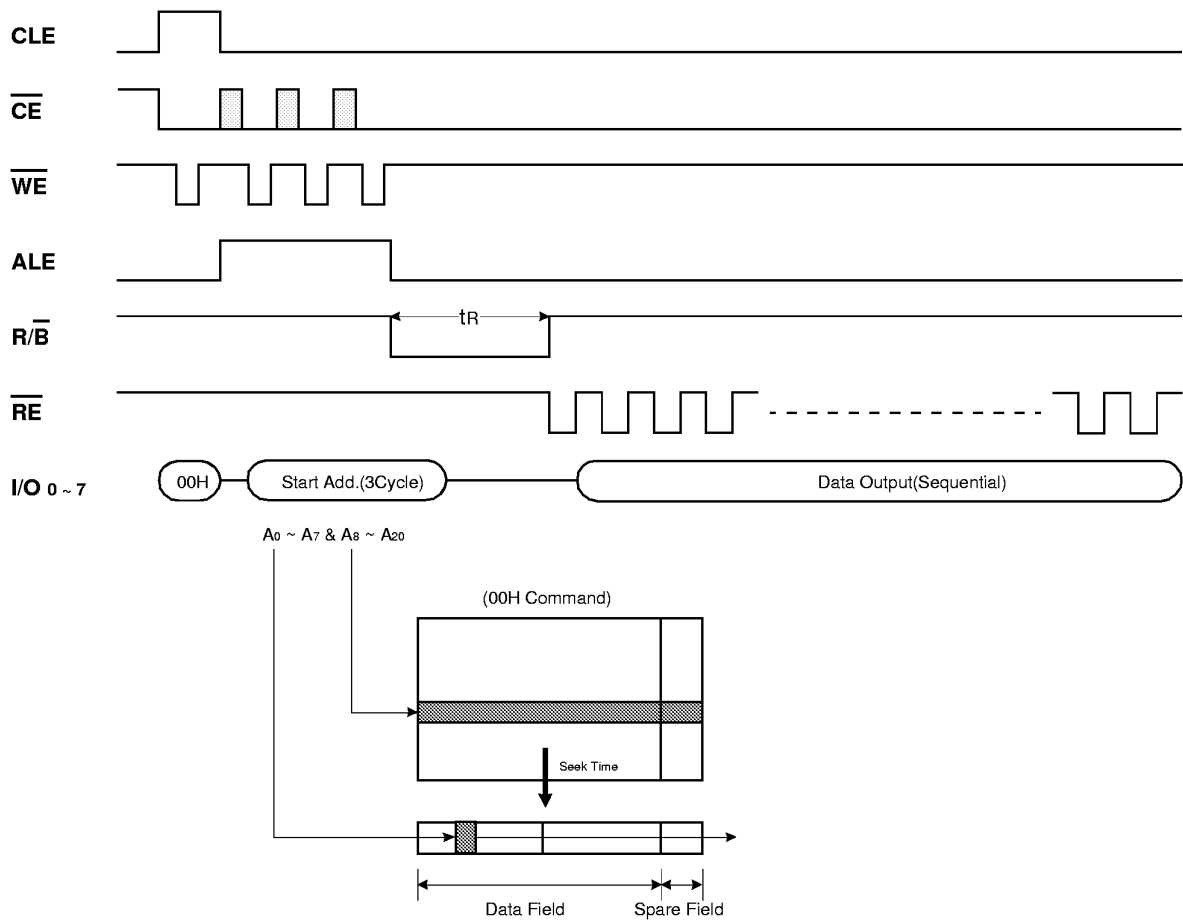 CLE
CE
WE
ALE
R/B
tR
RE
I/O 0 ~ 7
00H
Start Add.(3Cycle)
Data Output(Sequential)
A0 ~ A7 & A8 ~ A20
(00H Command)
Seek Time
Data Field
Spare Field